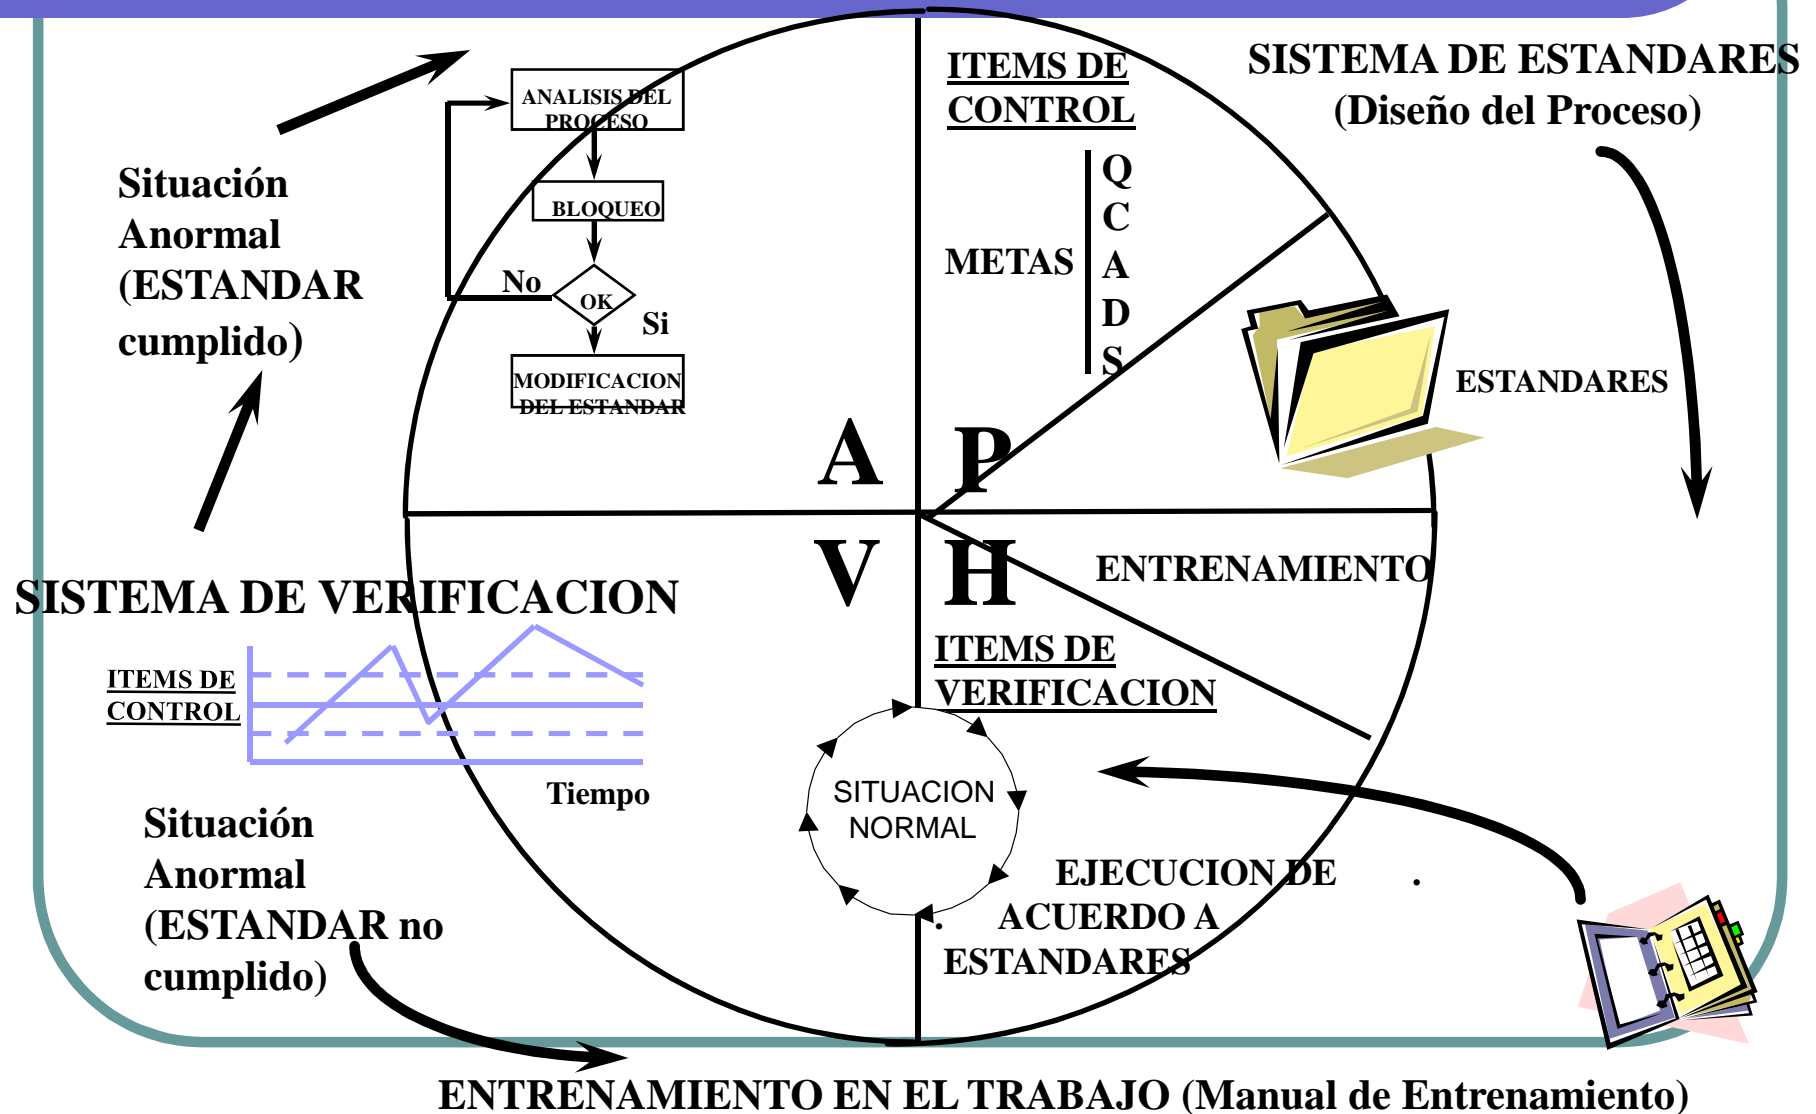 ITEMS DE
CONTROL
SISTEMA DE ESTANDARES
(Diseño del Proceso)
ANALISIS DEL
PROCESO
BLOQUEO
No
OK
Si
MODIFICACION
DEL ESTANDAR
Situación
Anormal
(ESTANDAR
cumplido)
METAS
Q
C
A
D
S
ESTANDARES
A
P
V
H
ENTRENAMIENTO
SISTEMA DE VERIFICACION
ITEMS DE
CONTROL
Tiempo
ITEMS DE
VERIFICACION
SITUACION
NORMAL
Situación
Anormal
(ESTANDAR no
cumplido)
EJECUCION DE .
. ACUERDO A
ESTANDARES
ENTRENAMIENTO EN EL TRABAJO (Manual de Entrenamiento)